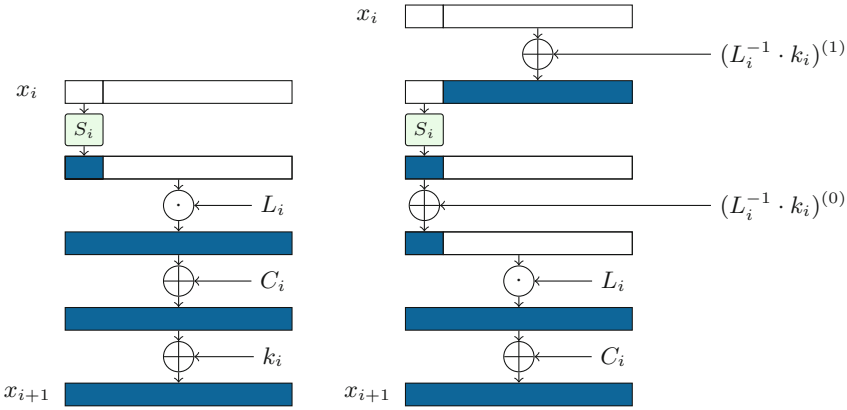 x_i
S_i
L_i
C_i
k_i
x_{i+1}
x_i
(L_i^{-1} · k_i)^{(1)}
S_i
(L_i^{-1} · k_i)^{(0)}
L_i
C_i
x_{i+1}